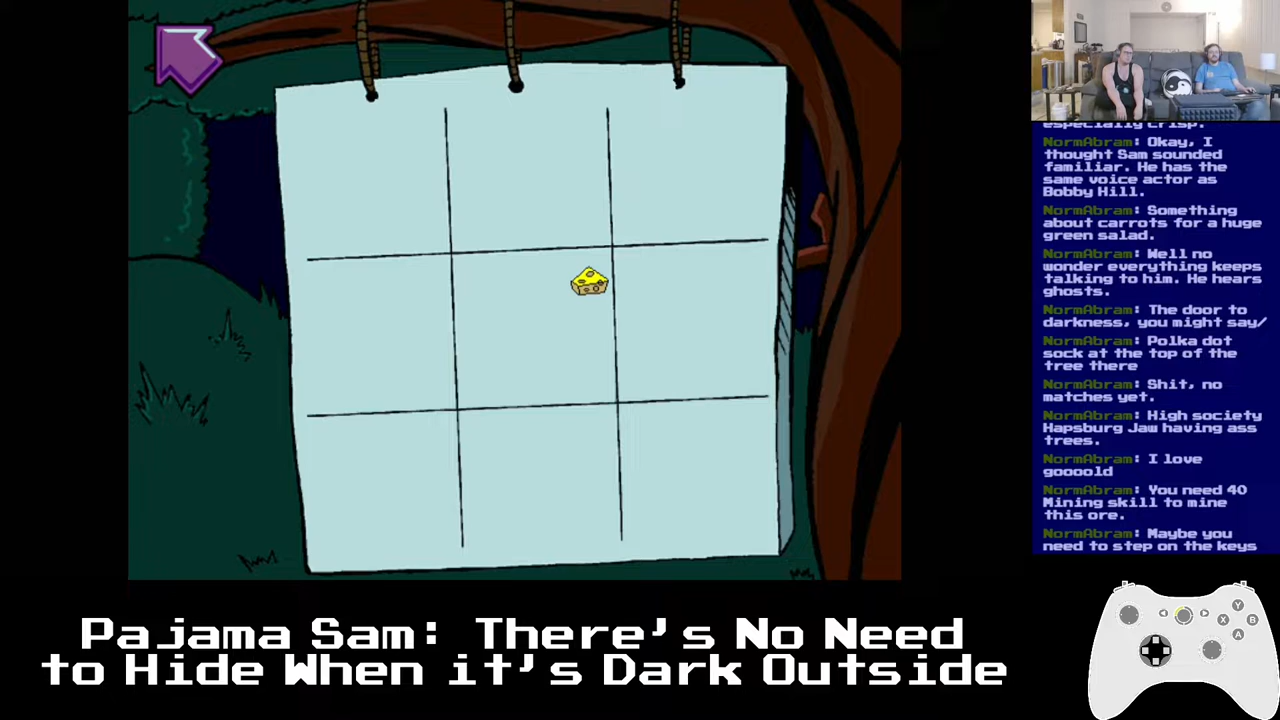 especially crisp.
NormAbram: Okay, I
thought Sam sounded
familiar. He has the
same voice actor as
Bobby Hill.
NormAbram: Something
about carrots for a huge
green salad.
NormAbram: Well no
wonder everything keeps
talking to him. He hears
ghosts.
NormAbram: The door to
darkness, you might say/
NormAbram: Polka dot
sock at the top of the
tree there
NormAbram: Shit, no
matches yet.
NormAbram: High society
Hapsburg Jaw having ass
trees.
NormAbram: I love
goooold
NormAbram: You need 40
Mining skill to mine
this ore.
NormAbram: Maybe you
need to step on the keys
Pajama Sam: There's No Need
to Hide When it's Dark Outside
Y
X
B
A